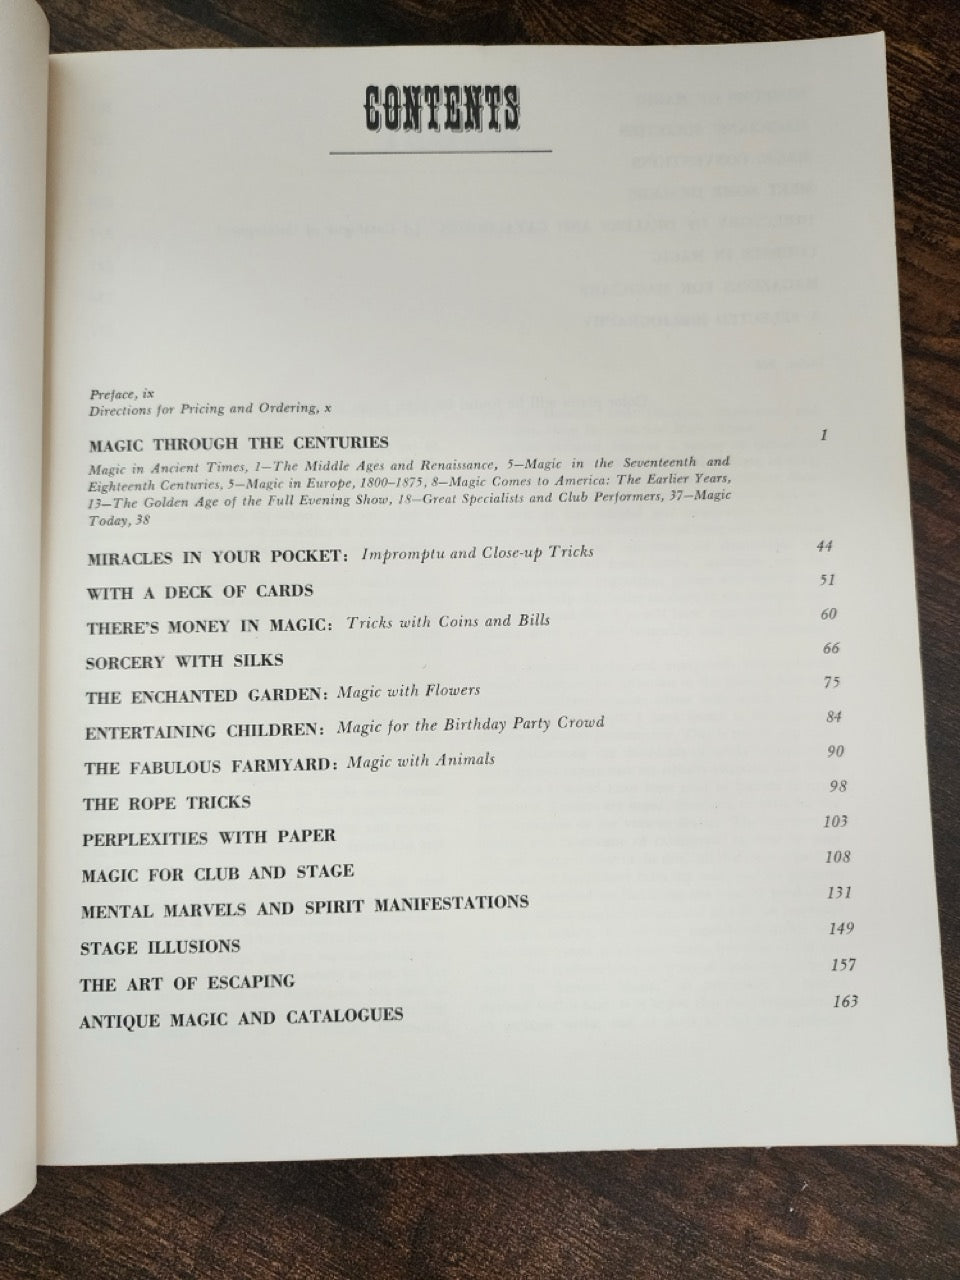 CONTENTS
Preface, ix
Directions for Pricing and Ordering, x
MAGIC THROUGH THE CENTURIES 1
Magic in Ancient Times, 1—The Middle Ages and Renaissance, 5—Magic in the Seventeenth and
Eighteenth Centuries, 5—Magic in Europe, 1800–1875, 8—Magic Comes to America: The Earlier Years,
13—The Golden Age of the Full Evening Show, 18—Great Specialists and Club Performers, 37—Magic
Today, 38
MIRACLES IN YOUR POCKET: Impromptu and Close-up Tricks 44
WITH A DECK OF CARDS 51
THERE'S MONEY IN MAGIC: Tricks with Coins and Bills 60
SORCERY WITH SILKS 66
THE ENCHANTED GARDEN: Magic with Flowers 75
ENTERTAINING CHILDREN: Magic for the Birthday Party Crowd 84
THE FABULOUS FARMYARD: Magic with Animals 90
THE ROPE TRICKS 98
PERPLEXITIES WITH PAPER 103
MAGIC FOR CLUB AND STAGE 108
MENTAL MARVELS AND SPIRIT MANIFESTATIONS 131
STAGE ILLUSIONS 149
THE ART OF ESCAPING 157
ANTIQUE MAGIC AND CATALOGUES 163